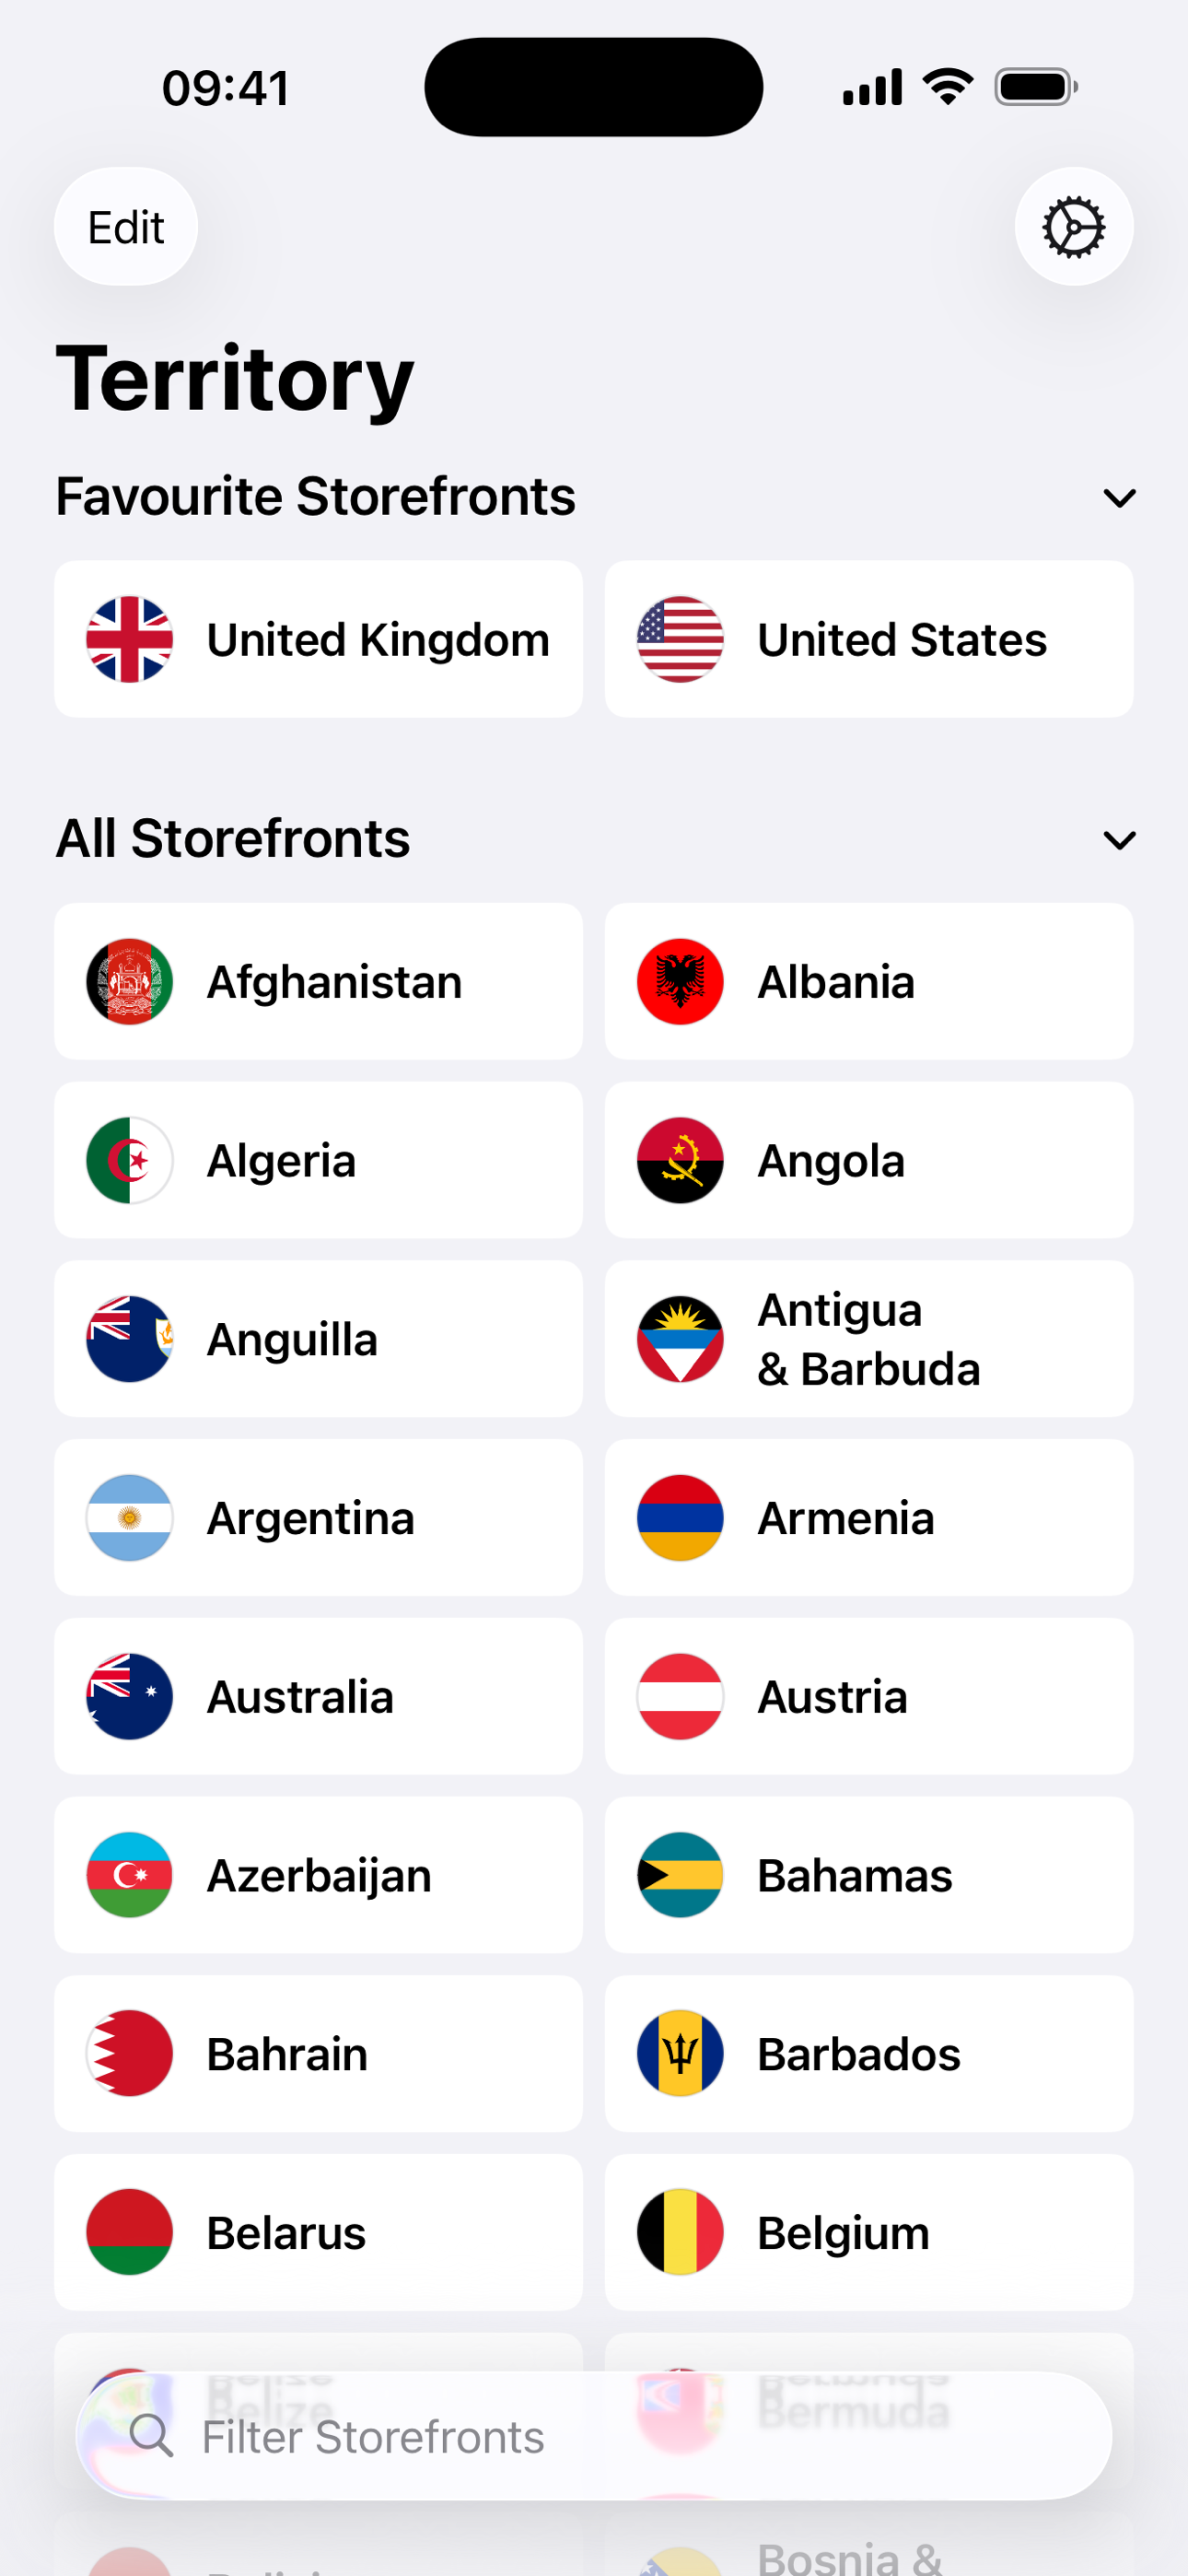 09:41
Edit
Territory
Favourite Storefronts
United Kingdom
United States
All Storefronts
Afghanistan
Albania
Algeria
Angola
Anguilla
Antigua
& Barbuda
Argentina
Armenia
Australia
Austria
Azerbaijan
Bahamas
Bahrain
Barbados
Belarus
Belgium
Belize
Bermuda
Filter Storefronts
Bosnia &